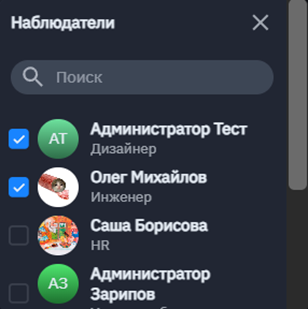 Наблюдатели
Поиск
АТ
Администратор Тест
Дизайнер
Олег Михайлов
Инженер
Саша Борисова
HR
АЗ
Администратор
Зарипов